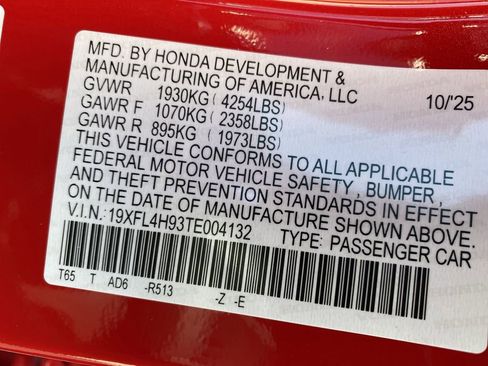 MFD. BY HONDA DEVELOPMENT &
MANUFACTURING OF AMERICA, LLC
GVWR 1930KG (4254LBS) 10/'25
GAWR F 1070KG (2358LBS)
GAWR R 895KG (1973LBS)
THIS VEHICLE CONFORMS TO ALL APPLICABLE
FEDERAL MOTOR VEHICLE SAFETY, BUMPER,
AND THEFT PREVENTION STANDARDS IN EFFECT
ON THE DATE OF MANUFACTURE SHOWN ABOVE.
V.I.N.: 19XFL4H93TE004132 TYPE: PASSENGER CAR
T65 T AD6 -R513 -Z -E